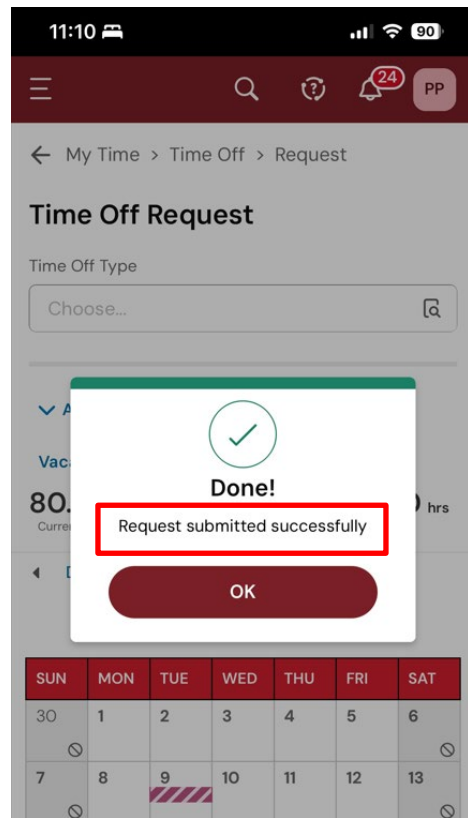 11:10
90
24
PP
My Time > Time Off > Request
Time Off Request
Time Off Type
Choose...
Done!
Request submitted successfully
80.
hrs
OK
SUN MON TUE WED THU FRI SAT
30 1 2 3 4 5 6
7 8 9 10 11 12 13